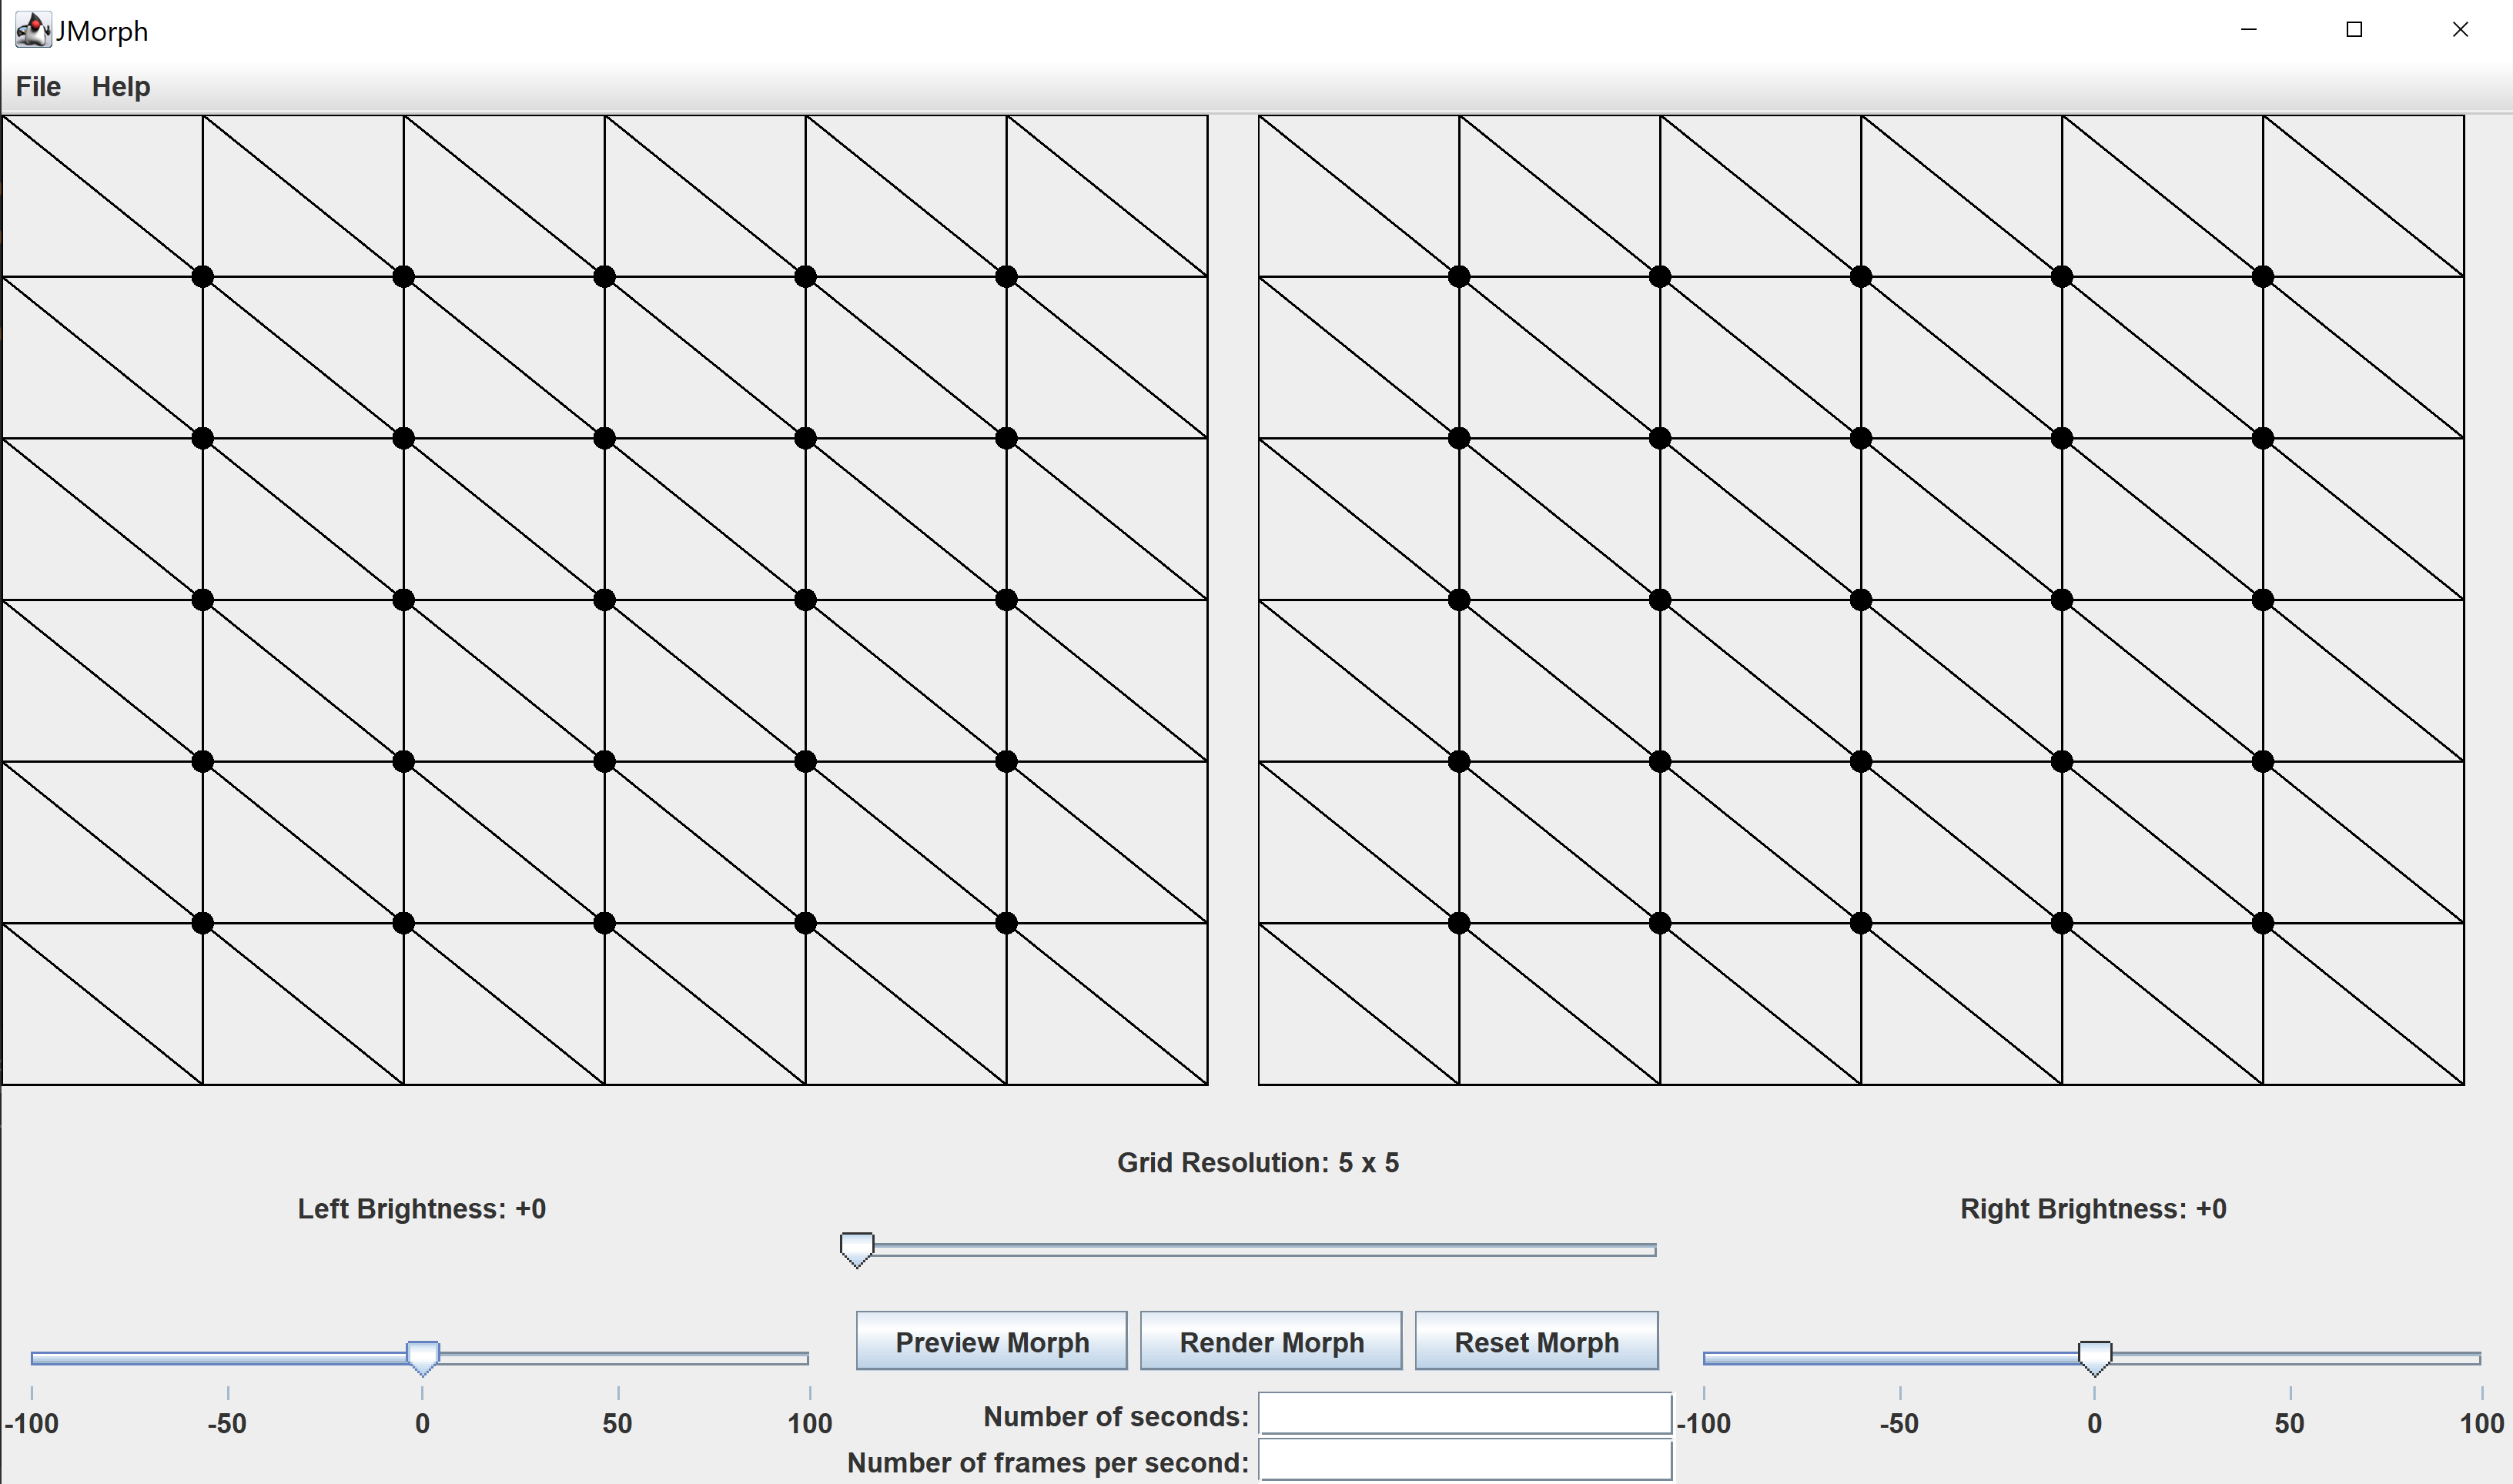 JMorph
File Help
Grid Resolution: 5 x 5
Left Brightness: +0
Right Brightness: +0
Preview Morph Render Morph Reset Morph
-100 -50 0 50 100
Number of seconds:
Number of frames per second:
-100 -50 0 50 100